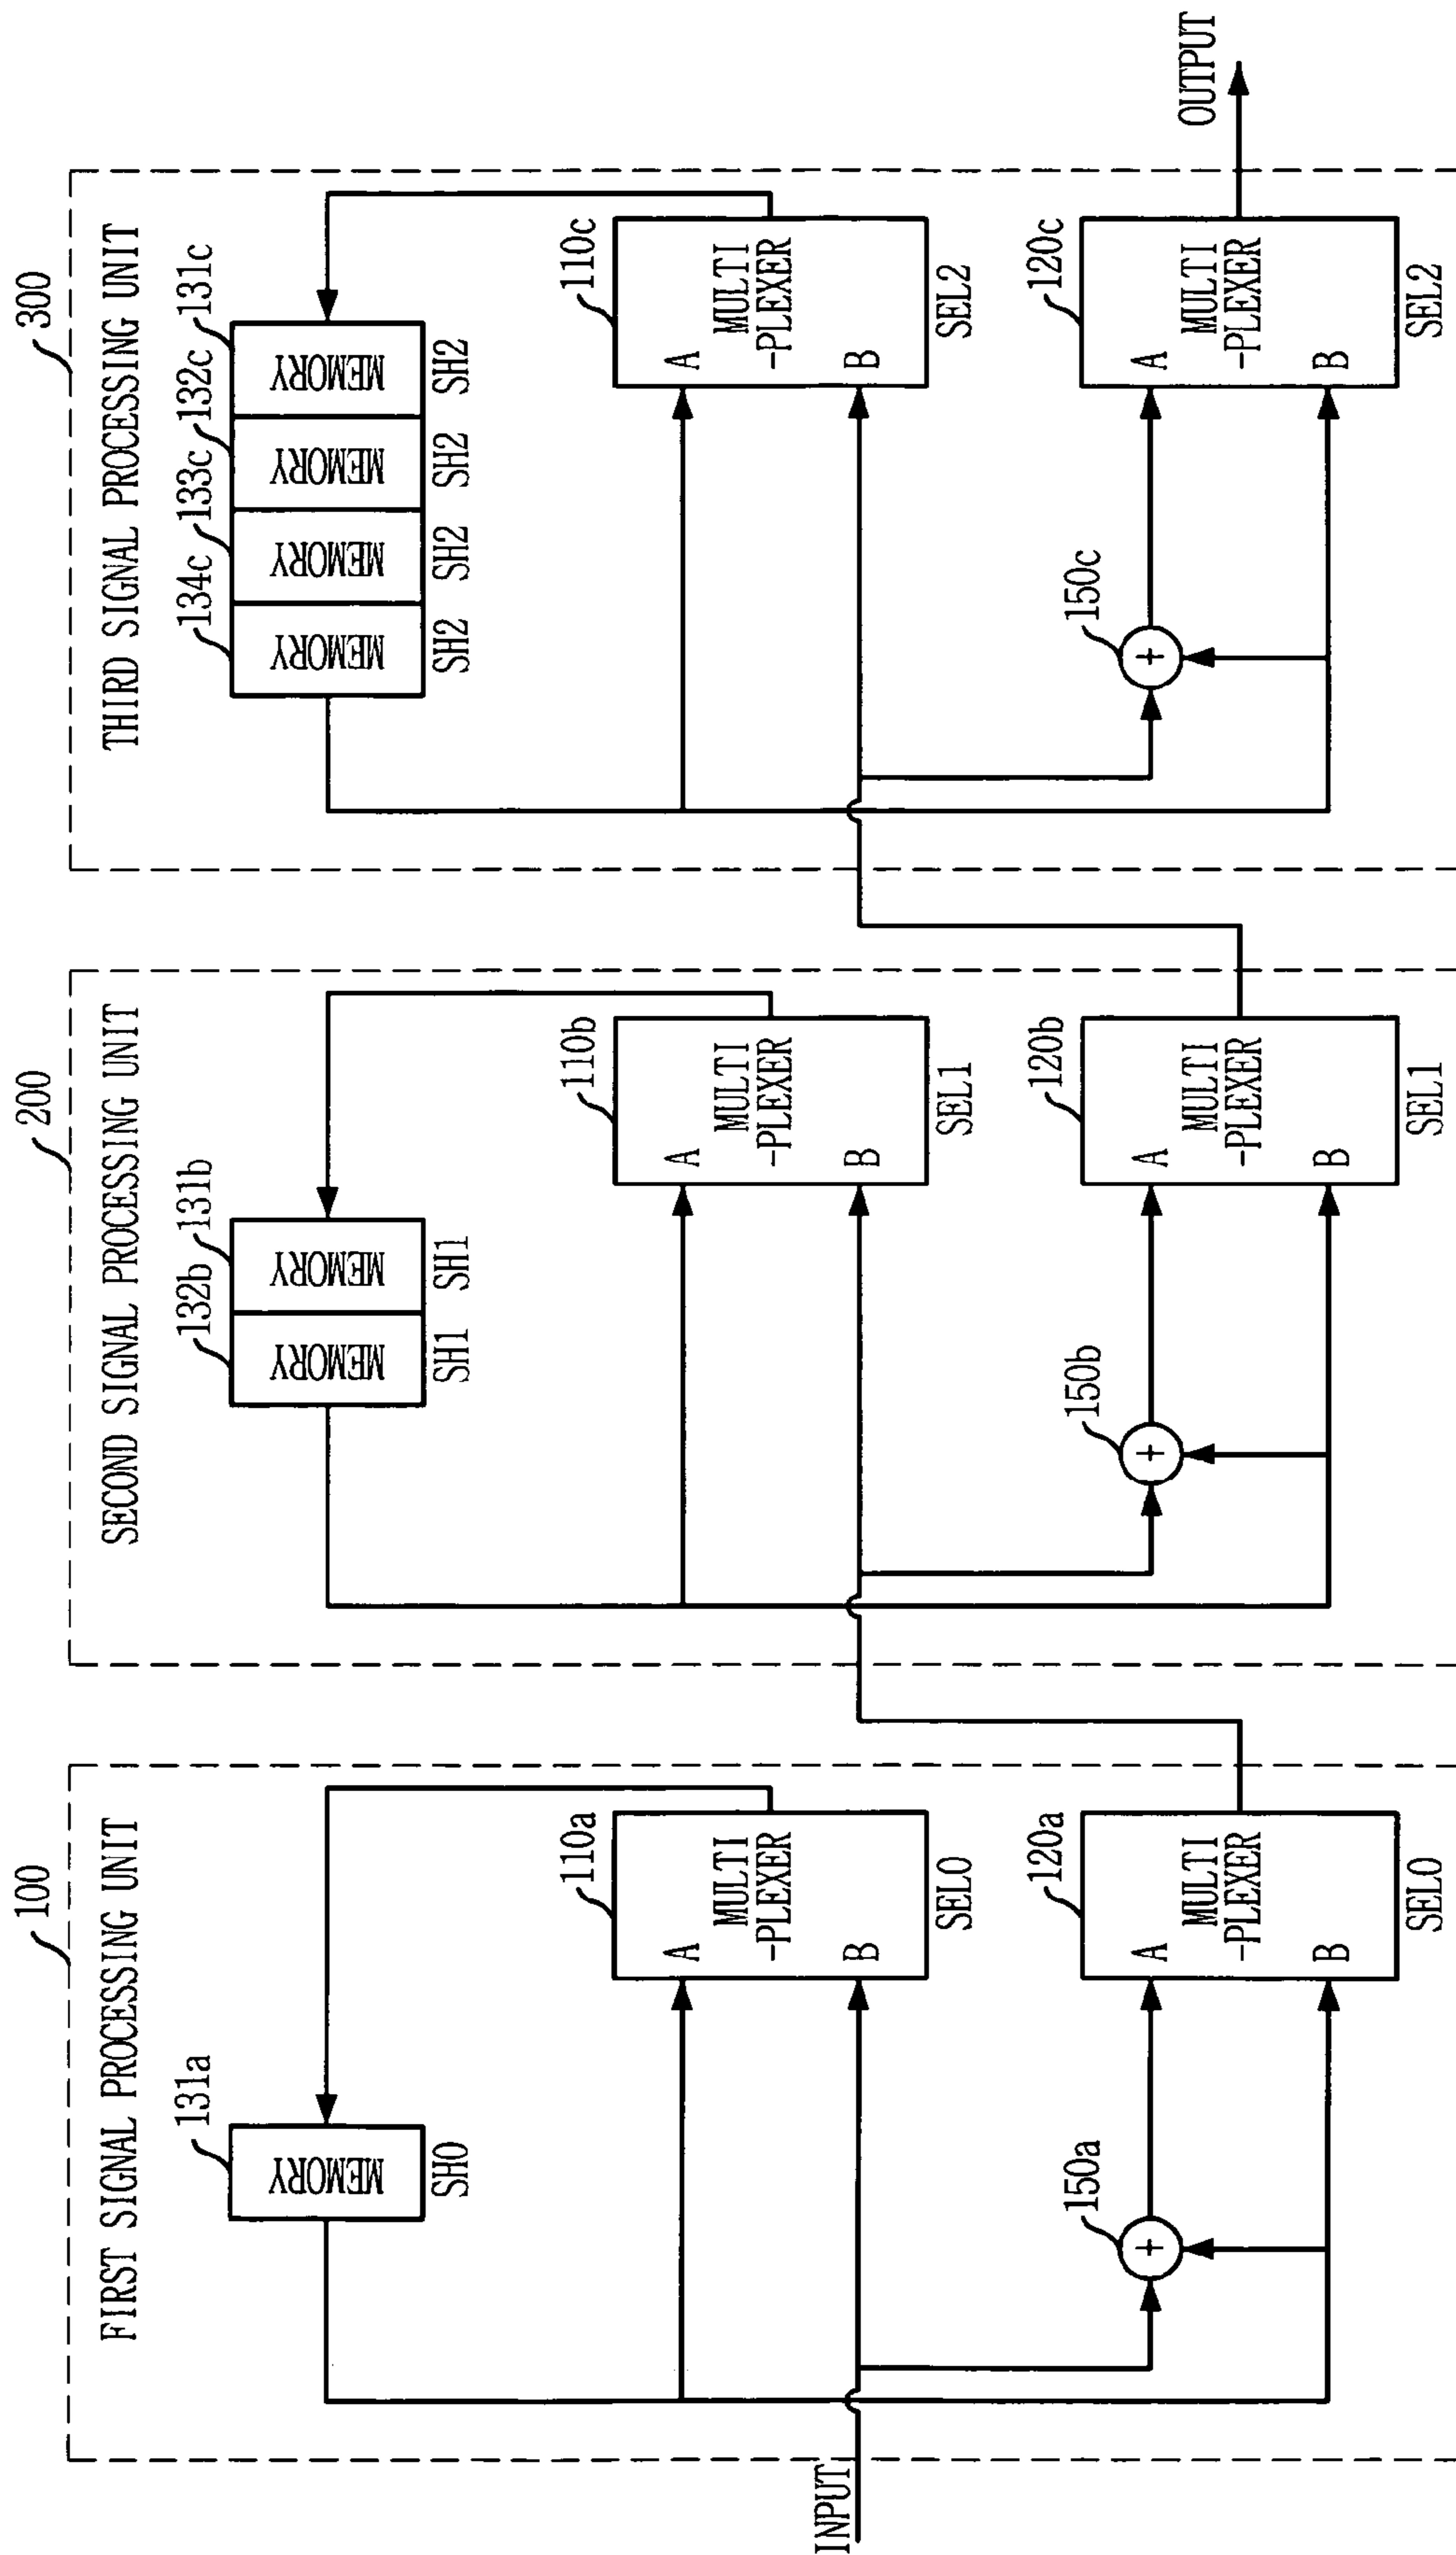 100
FIRST SIGNAL PROCESSING UNIT
131a
MEMORY
SH0
110a
A
MULTI
-PLEXER
B
SEL0
INPUT
150a
+
120a
A
MULTI
-PLEXER
B
SEL0
200
SECOND SIGNAL PROCESSING UNIT
132b
131b
MEMORY
MEMORY
SH1
SH1
110b
A
MULTI
-PLEXER
B
SEL1
150b
+
120b
A
MULTI
-PLEXER
B
SEL1
300
THIRD SIGNAL PROCESSING UNIT
134c
133c
132c
131c
MEMORY
MEMORY
MEMORY
MEMORY
SH2
SH2
SH2
SH2
110c
A
MULTI
-PLEXER
B
SEL2
150c
+
120c
A
MULTI
-PLEXER
B
SEL2
OUTPUT